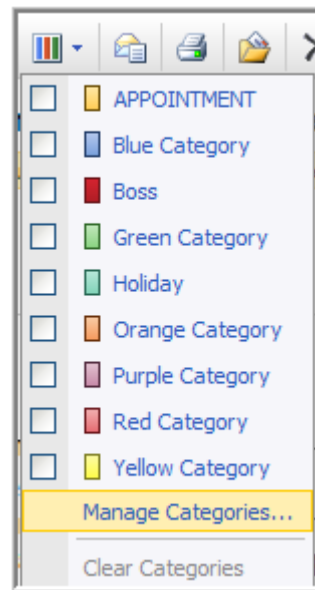 APPOINTMENT
Blue Category
Boss
Green Category
Holiday
Orange Category
Purple Category
Red Category
Yellow Category
Manage Categories...
Clear Categories